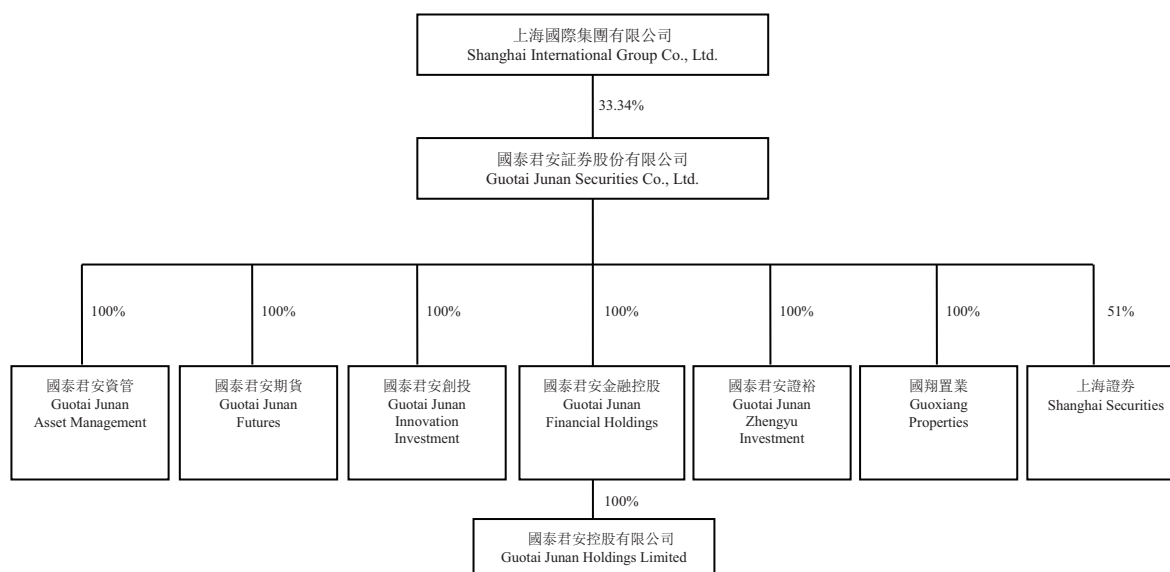 上海國際集團有限公司
Shanghai International Group Co., Ltd.
33.34%
國泰君安証券股份有限公司
Guotai Junan Securities Co., Ltd.
100%
100%
100%
100%
100%
100%
51%
國泰君安資管
Guotai Junan
Asset Management
國泰君安期貨
Guotai Junan
Futures
國泰君安創投
Guotai Junan
Innovation
Investment
國泰君安金融控股
Guotai Junan
Financial Holdings
國泰君安證裕
Guotai Junan
Zhengyu
Investment
國翔置業
Guoxiang
Properties
上海證券
Shanghai Securities
100%
國泰君安控股有限公司
Guotai Junan Holdings Limited